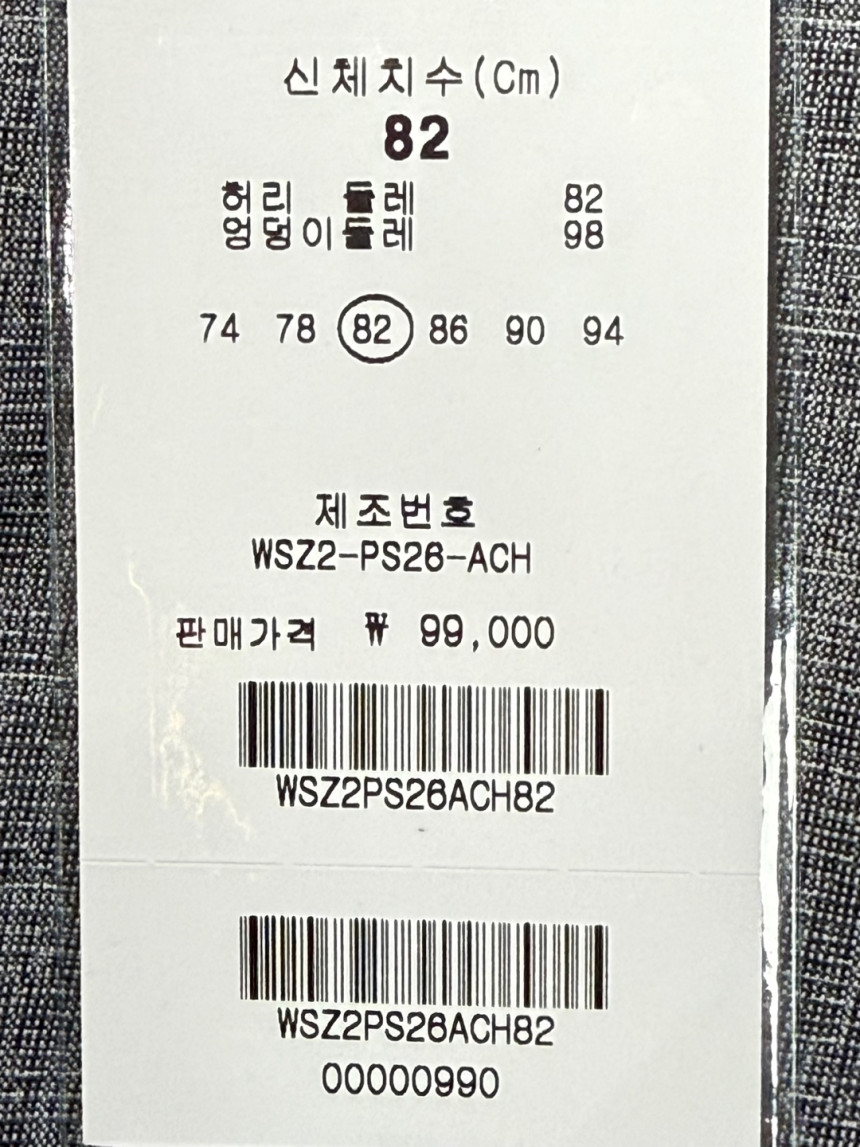 신체치수(Cm)
82
허리 둘레 82
엉덩이둘레 98
74 78 82 86 90 94
제조번호
WSZ2-PS26-ACH
판매가격 ₩ 99,000
WSZ2PS26ACH82
WSZ2PS26ACH82
00000990